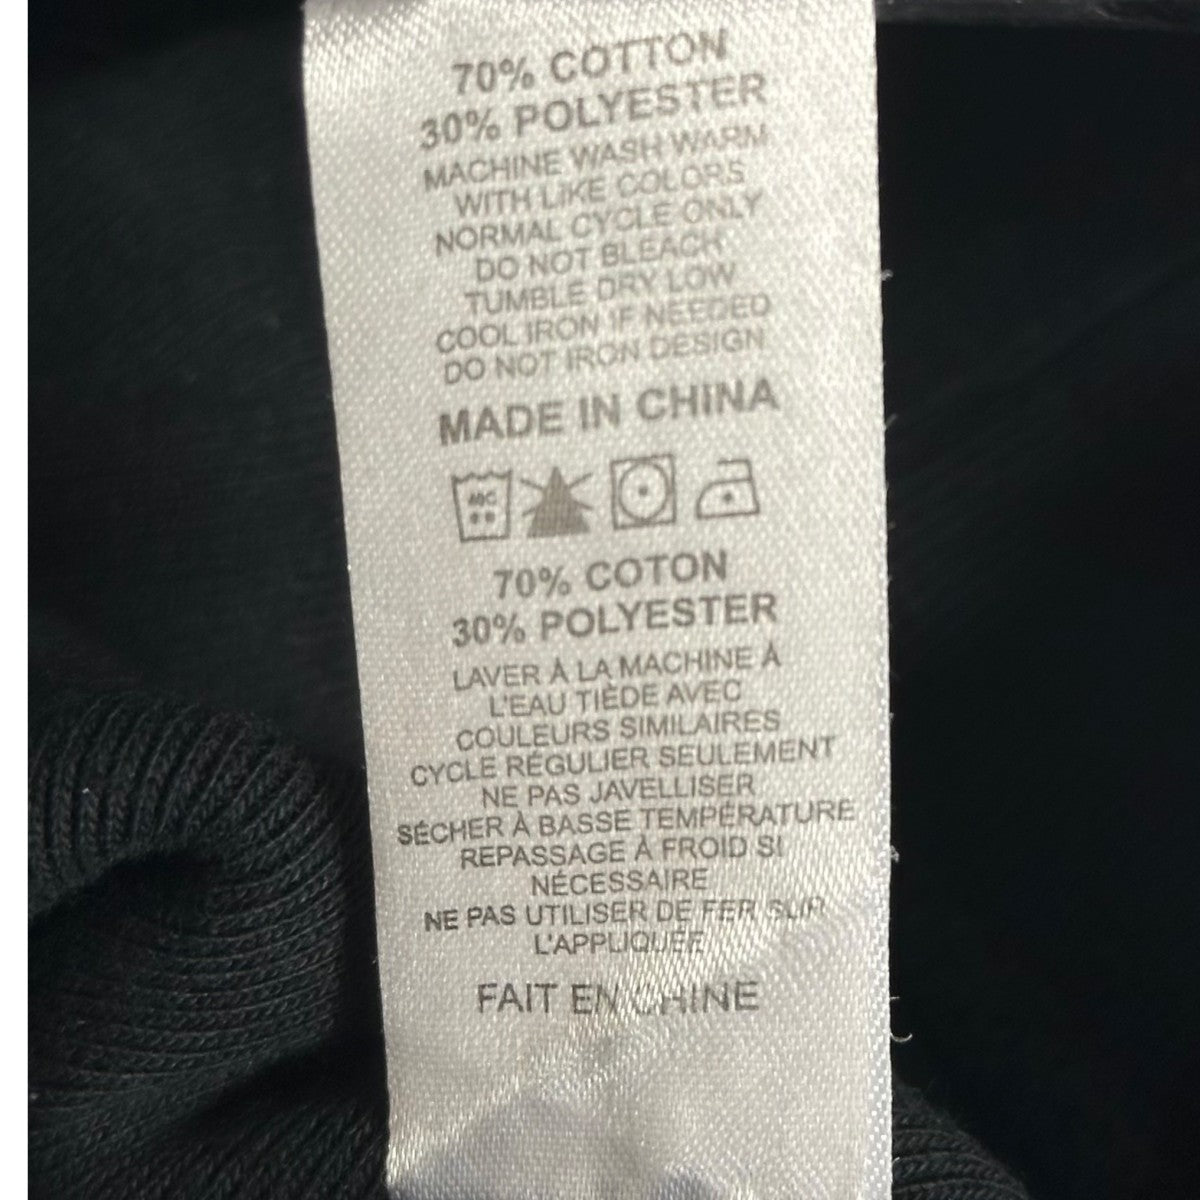 70% COTTON
30% POLYESTER
MACHINE WASH WARM
WITH LIKE COLORS
NORMAL CYCLE ONLY
DO NOT BLEACH
TUMBLE DRY LOW
COOL IRON IF NEEDED
DO NOT IRON DESIGN
MADE IN CHINA
ABC
70% COTON
30% POLYESTER
LAVER À LA MACHINE À
L'EAU TIÈDE AVEC
COULEURS SIMILAIRES
CYCLE RÉGULIER SEULEMENT
NE PAS JAVELLISER
SÉCHER À BASSE TEMPÉRATURE
REPASSAGE À FROID SI
NÉCESSAIRE
NE PAS UTILISER DE FER SUR
L'APPLIQUÉE
FAIT EN CHINE